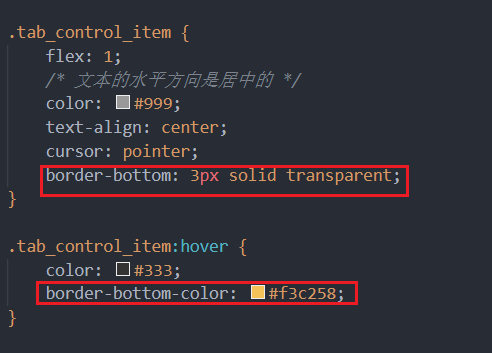 .tab_control_item {
flex: 1;
/* 文本的水平方向是居中的 */
color: #999;
text-align: center;
cursor: pointer;
border-bottom: 3px solid transparent;
}
.tab_control_item:hover {
color: #333;
border-bottom-color: #f3c258;
}